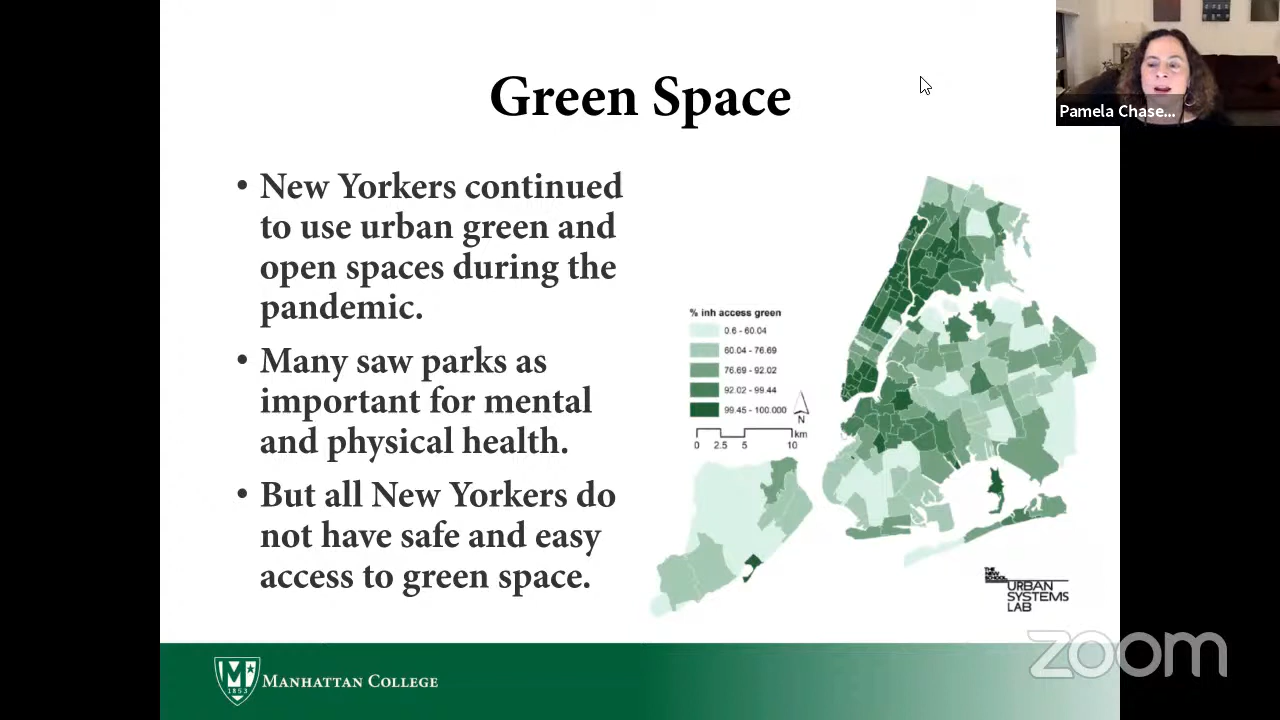 Green Space
Pamela Chase...
• New Yorkers continued
to use urban green and
open spaces during the
pandemic.
• Many saw parks as
important for mental
and physical health.
• But all New Yorkers do
not have safe and easy
access to green space.
% inh access green
0.6 - 60.04
60.04 - 76.69
76.69 - 92.02
92.02 - 99.44
99.45 - 100.000
N
km
0 2.5 5 10
THE
NEW
SCHOOL
URBAN
SYSTEMS
LAB
M
1853
MANHATTAN COLLEGE
zoom